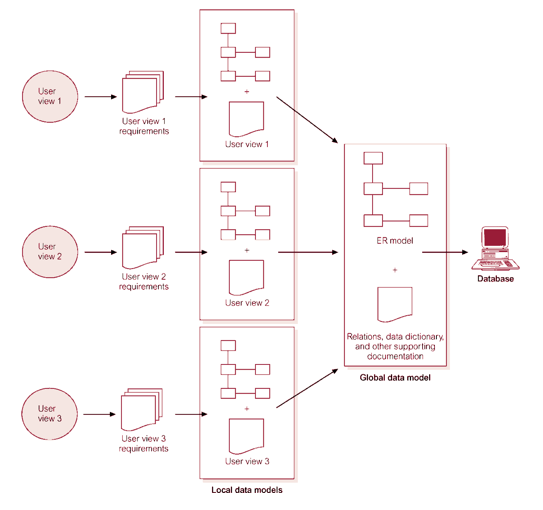 User
view 1
User view 1
requirements
+
User view 1
User
view 2
User view 2
requirements
+
User view 2
User
view 3
User view 3
requirements
+
User view 3
Local data models
ER model
+
Relations, data dictionary,
and other supporting
documentation
Global data model
Database